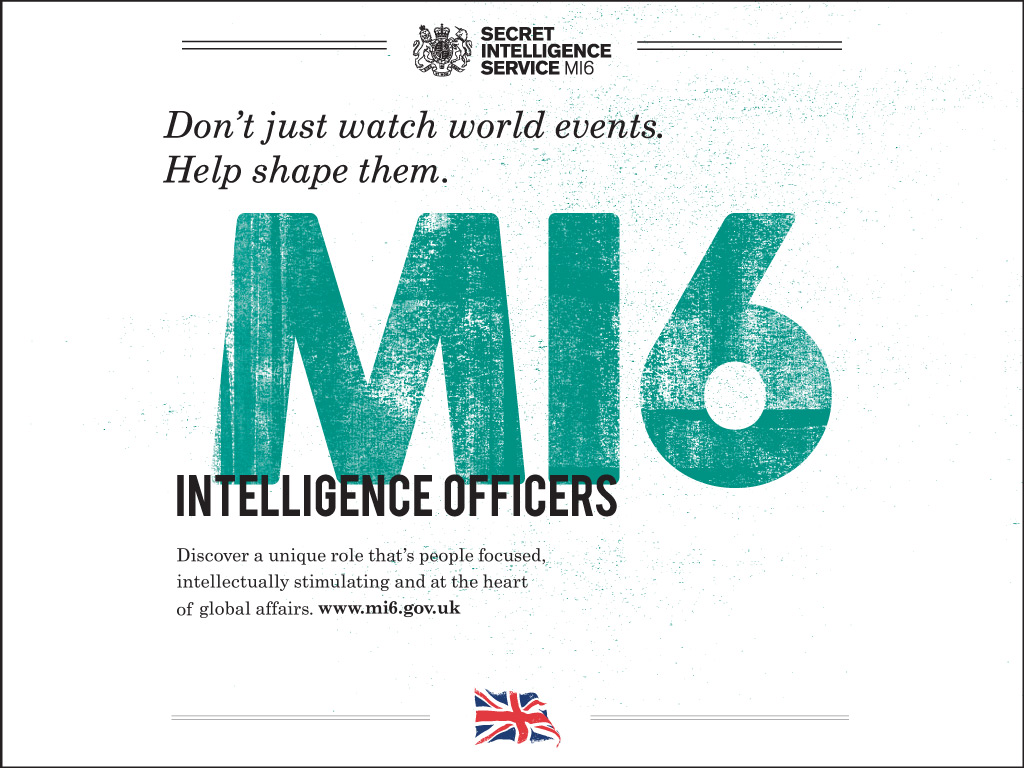 SECRET
INTELLIGENCE
SERVICE MI6
Don’t just watch world events.
Help shape them.
MI6
INTELLIGENCE OFFICERS
Discover a unique role that’s people focused,
intellectually stimulating and at the heart
of global affairs. www.mi6.gov.uk